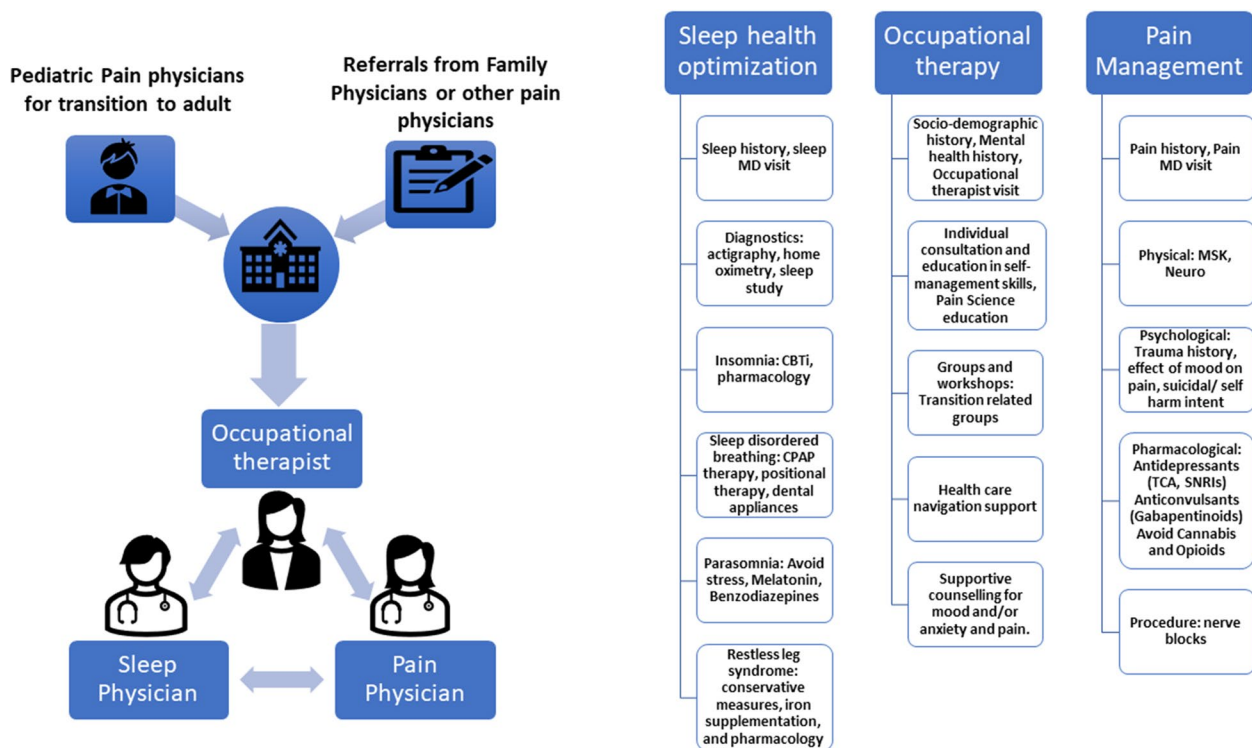 Pediatric Pain physicians
for transition to adult
Referrals from Family
Physicians or other pain
physicians
Occupational
therapist
Sleep
Physician
Pain
Physician
Sleep health
optimization
Sleep history, sleep
MD visit
Diagnostics:
actigraphy, home
oximetry, sleep
study
Insomnia: CBTi,
pharmacology
Sleep disordered
breathing: CPAP
therapy, positional
therapy, dental
appliances
Parasomnia: Avoid
stress, Melatonin,
Benzodiazepines
Restless leg
syndrome:
conservative
measures, iron
supplementation,
and pharmacology
Occupational
therapy
Socio-demographic
history, Mental
health history,
Occupational
therapist visit
Individual
consultation and
education in self-
management skills,
Pain Science
education
Groups and
workshops:
Transition related
groups
Health care
navigation support
Supportive
counselling for
mood and/or
anxiety and pain.
Pain
Management
Pain history, Pain
MD visit
Physical: MSK,
Neuro
Psychological:
Trauma history,
effect of mood on
pain, suicidal/ self
harm intent
Pharmacological:
Antidepressants
(TCA, SNRIs)
Anticonvulsants
(Gabapentinoids)
Avoid Cannabis
and Opioids
Procedure: nerve
blocks